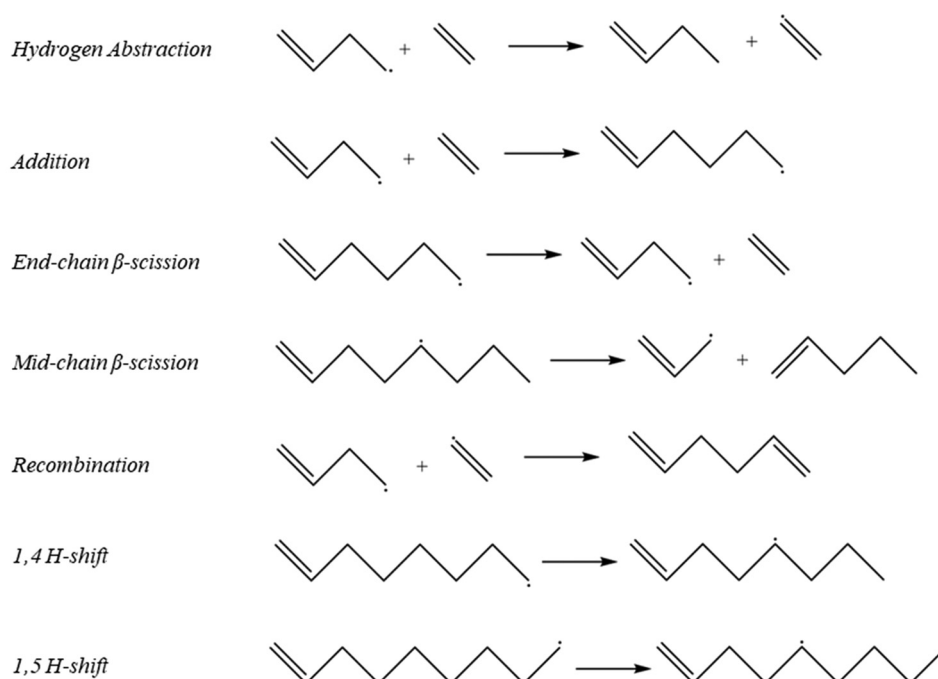 Hydrogen Abstraction + +
Addition +
End-chain β-scission +
Mid-chain β-scission +
Recombination +
1,4 H-shift
1,5 H-shift